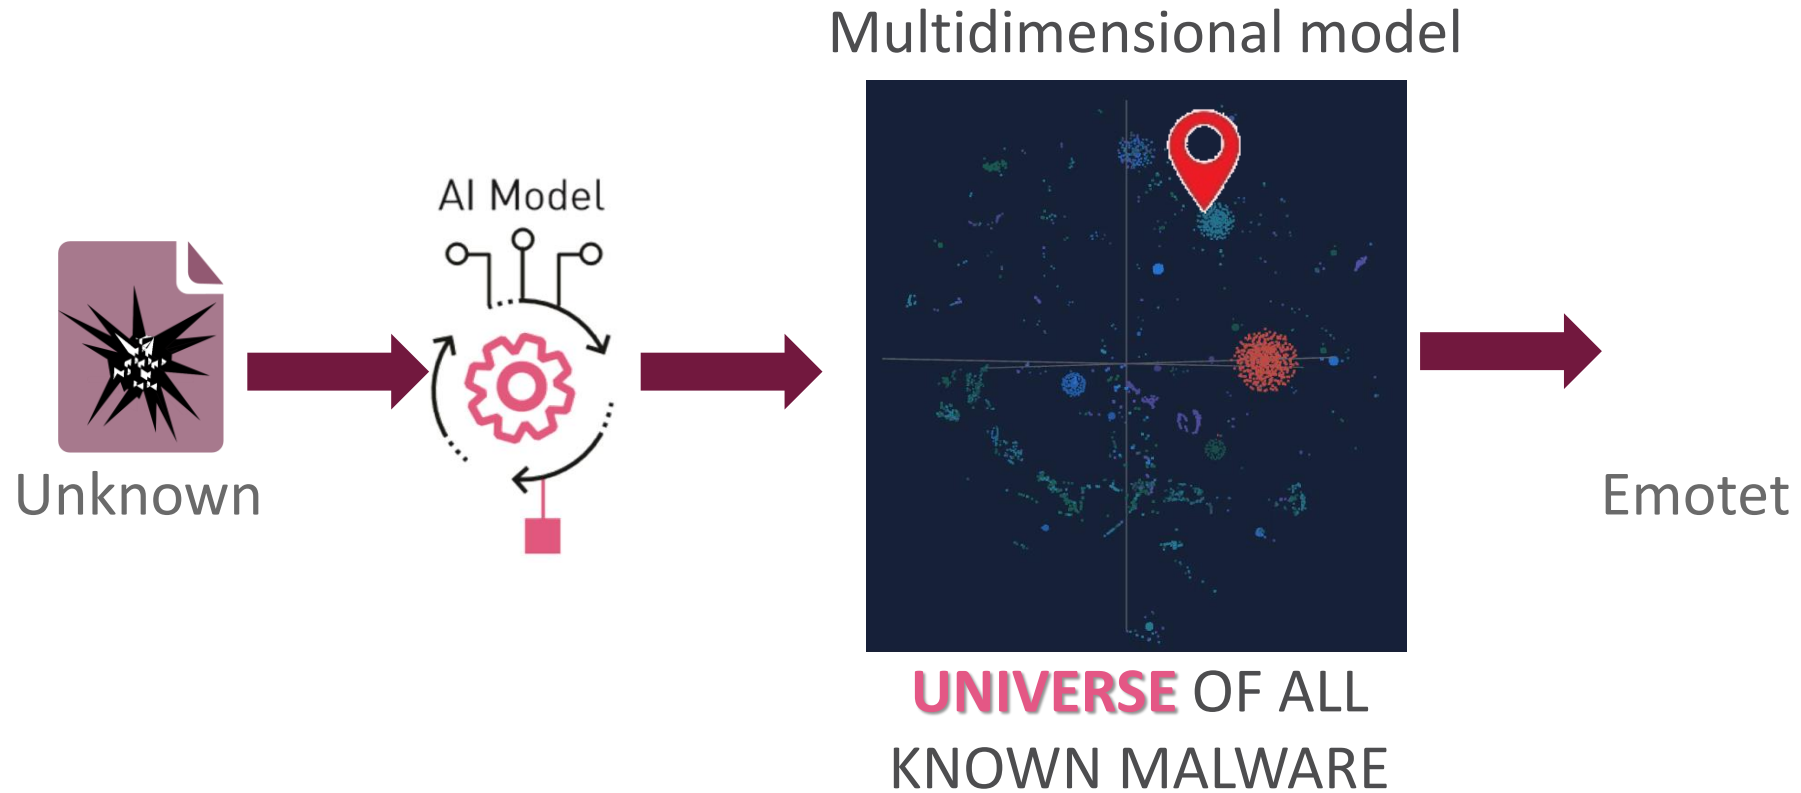 Multidimensional model
AI Model
Unknown
Emotet
UNIVERSE OF ALL
KNOWN MALWARE